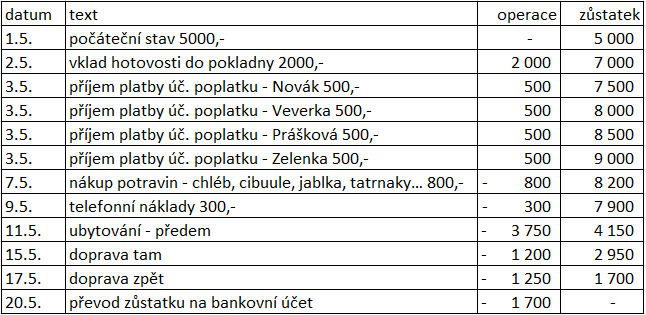 datum text operace zůstatek
1.5. počáteční stav 5000,- - 5 000
2.5. vklad hotovosti do pokladny 2000,- 2 000 7 000
3.5. příjem platby úč. poplatku - Novák 500,- 500 7 500
3.5. příjem platby úč. poplatku - Veverka 500,- 500 8 000
3.5. příjem platby úč. poplatku - Prášková 500,- 500 8 500
3.5. příjem platby úč. poplatku - Zelenka 500,- 500 9 000
7.5. nákup potravin - chléb, cibuule, jablka, tatrnaky... 800,- - 800 8 200
9.5. telefonní náklady 300,- - 300 7 900
11.5. ubytování - předem - 3 750 4 150
15.5. doprava tam - 1 200 2 950
17.5. doprava zpět - 1 250 1 700
20.5. převod zůstatku na bankovní účet - 1 700 -